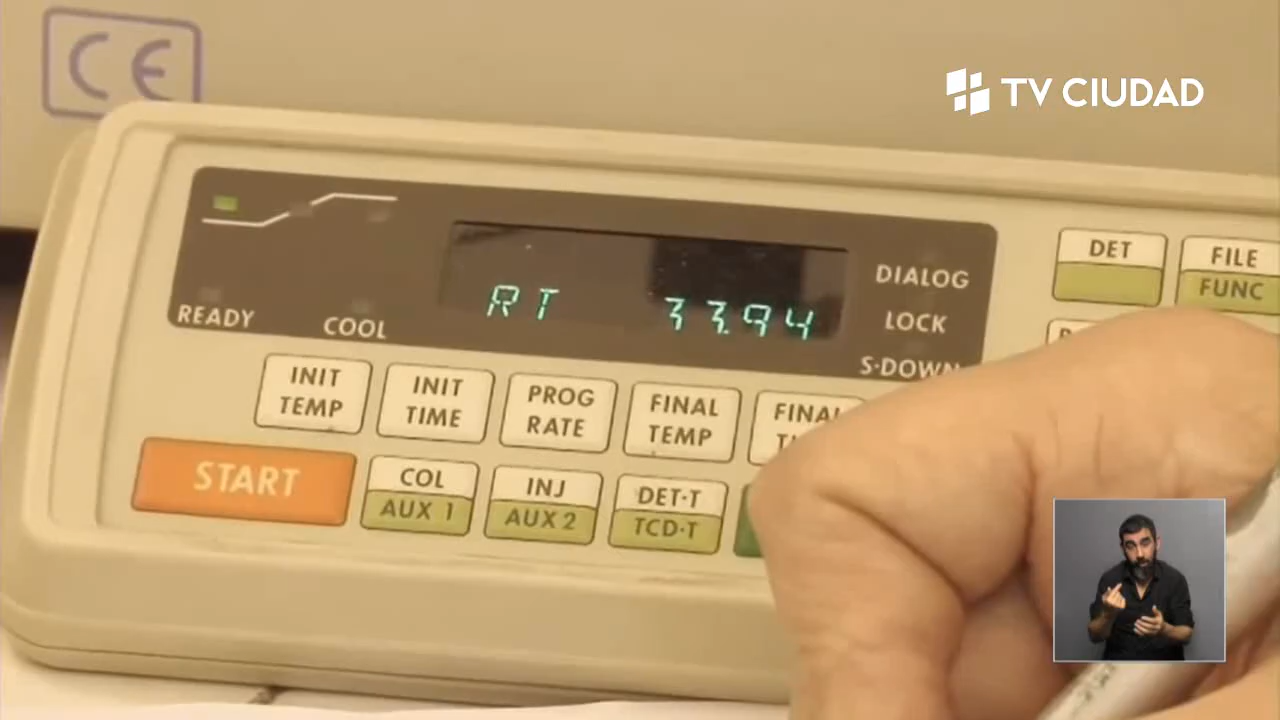 CE
TV CIUDAD
DET
FILE
FUNC
DIALOG
RT 33.94
LOCK
READY
COOL
S-DOWN
INIT
TEMP
INIT
TIME
PROG
RATE
FINAL
TEMP
FINAL
START
COL
AUX 1
INJ
AUX 2
DET-T
TCD-T